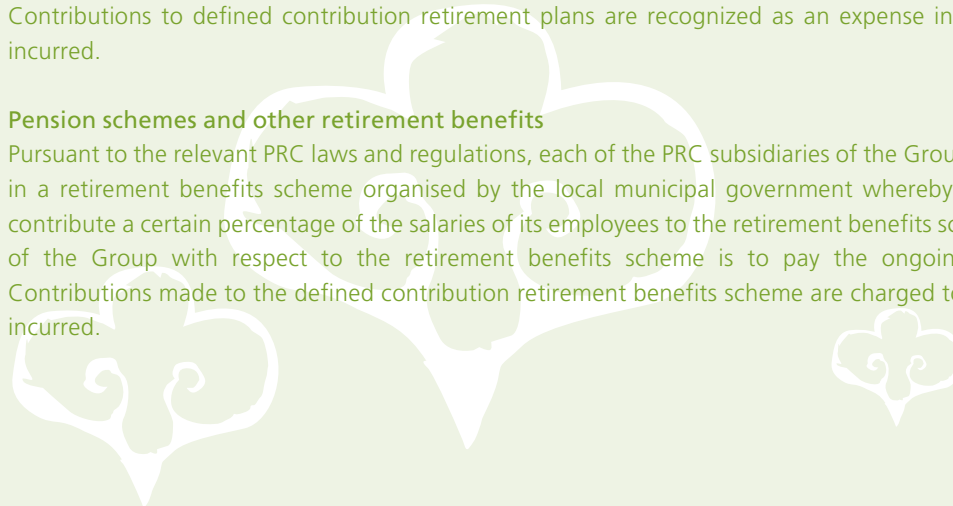 Contributions to defined contribution retirement plans are recognized as an expense in
incurred.
Pension schemes and other retirement benefits
Pursuant to the relevant PRC laws and regulations, each of the PRC subsidiaries of the
in a retirement benefits scheme organised by the local municipal government whereby
contribute a certain percentage of the salaries of its employees to the retirement benefits
of the Group with respect to the retirement benefits scheme is to pay the
Contributions made to the defined contribution retirement benefits scheme are charged
incurred.